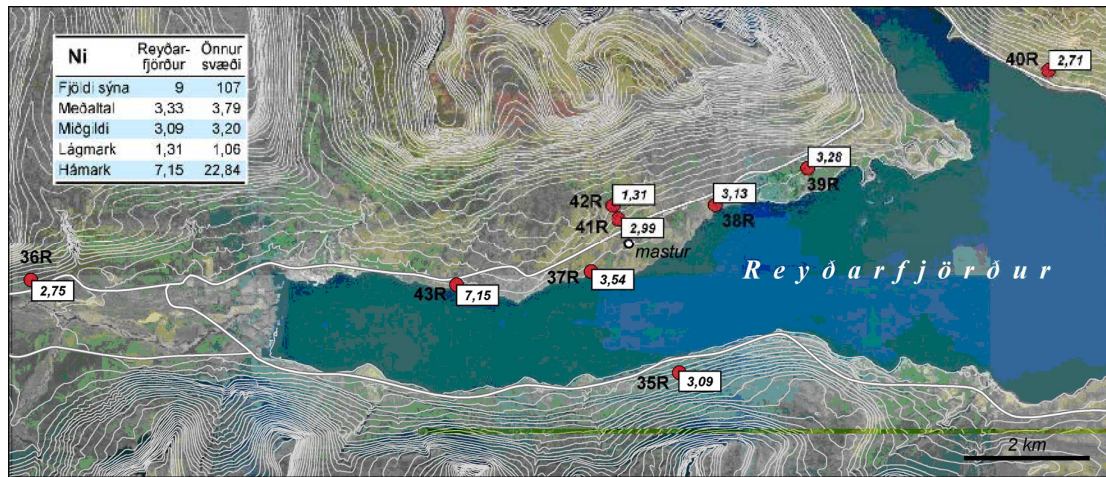 Ni Reyðar-fjörður Önnur svæði
Fjöldi sýna 9 107
Meðaltal 3,33 3,79
Miðgildi 3,09 3,20
Lágmark 1,31 1,06
Hámark 7,15 22,84
40R 2,71
3,28
39R
42R 1,31
3,13
38R
41R 2,99
mastur
36R
2,75
37R 3,54
43R 7,15
Reyðarfjörður
35R 3,09
2 km